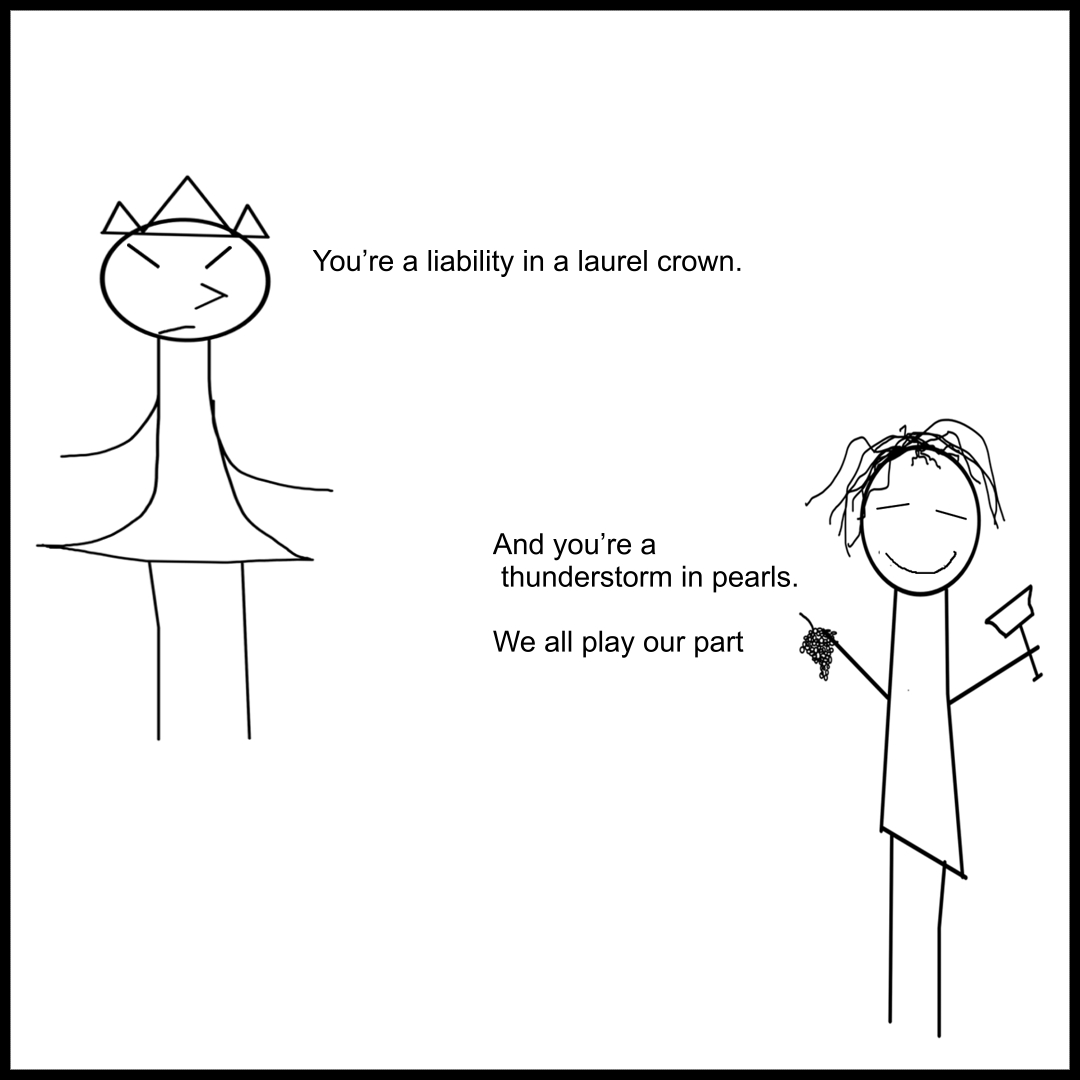 You’re a liability in a laurel crown.
And you’re a
thunderstorm in pearls.
We all play our part